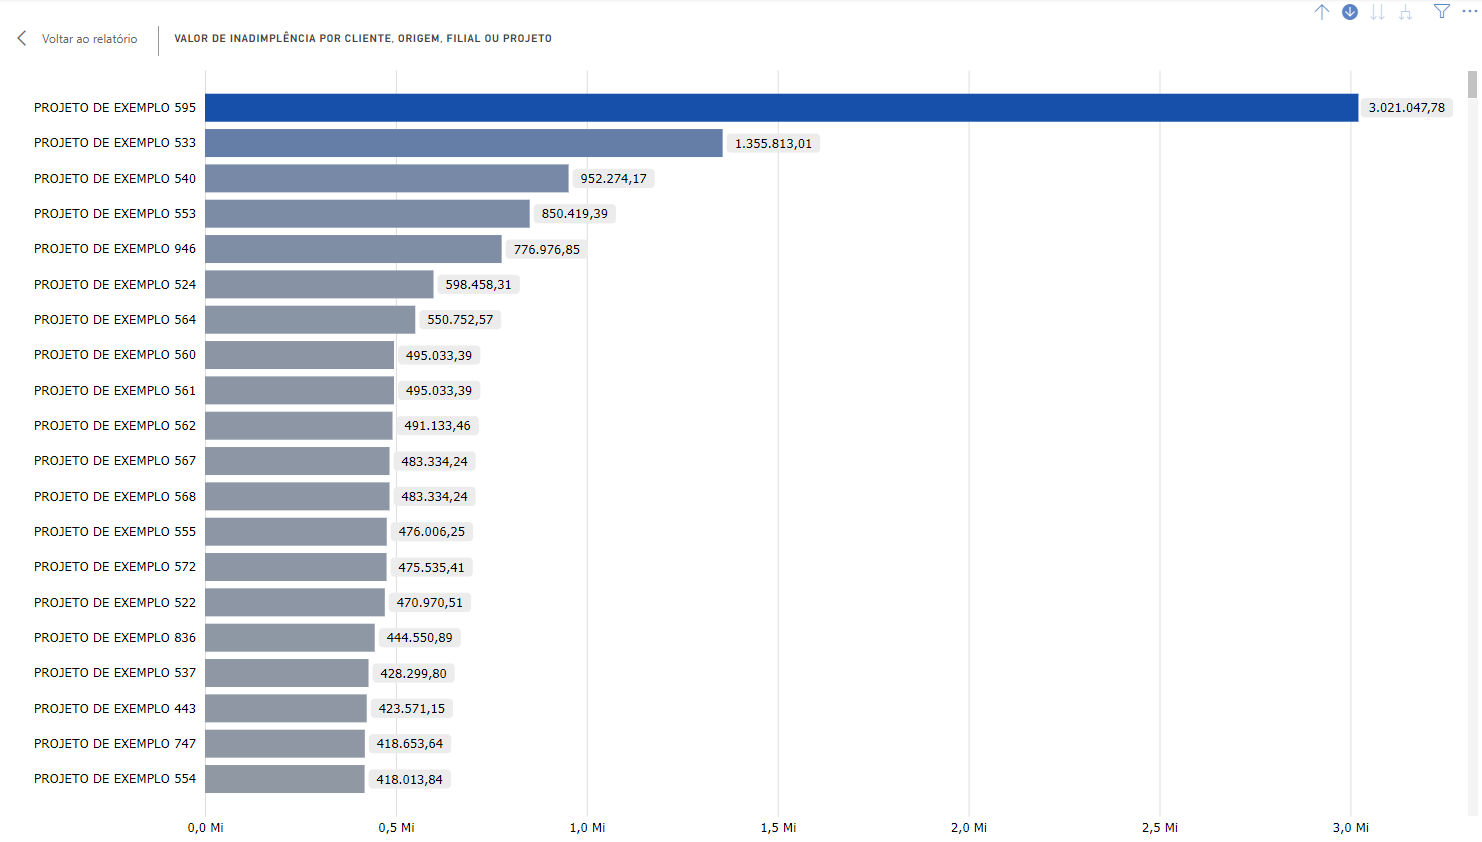 Voltar ao relatório
VALOR DE INADIMPLÊNCIA POR CLIENTE, ORIGEM, FILIAL OU PROJETO
PROJETO DE EXEMPLO 595 3.021.047,78
PROJETO DE EXEMPLO 533 1.355.813,01
PROJETO DE EXEMPLO 540 952.274,17
PROJETO DE EXEMPLO 553 850.419,39
PROJETO DE EXEMPLO 946 776.976,85
PROJETO DE EXEMPLO 524 598.458,31
PROJETO DE EXEMPLO 564 550.752,57
PROJETO DE EXEMPLO 560 495.033,39
PROJETO DE EXEMPLO 561 495.033,39
PROJETO DE EXEMPLO 562 491.133,46
PROJETO DE EXEMPLO 567 483.334,24
PROJETO DE EXEMPLO 568 483.334,24
PROJETO DE EXEMPLO 555 476.006,25
PROJETO DE EXEMPLO 572 475.535,41
PROJETO DE EXEMPLO 522 470.970,51
PROJETO DE EXEMPLO 836 444.550,89
PROJETO DE EXEMPLO 537 428.299,80
PROJETO DE EXEMPLO 443 423.571,15
PROJETO DE EXEMPLO 747 418.653,64
PROJETO DE EXEMPLO 554 418.013,84
0,0 Mi 0,5 Mi 1,0 Mi 1,5 Mi 2,0 Mi 2,5 Mi 3,0 Mi